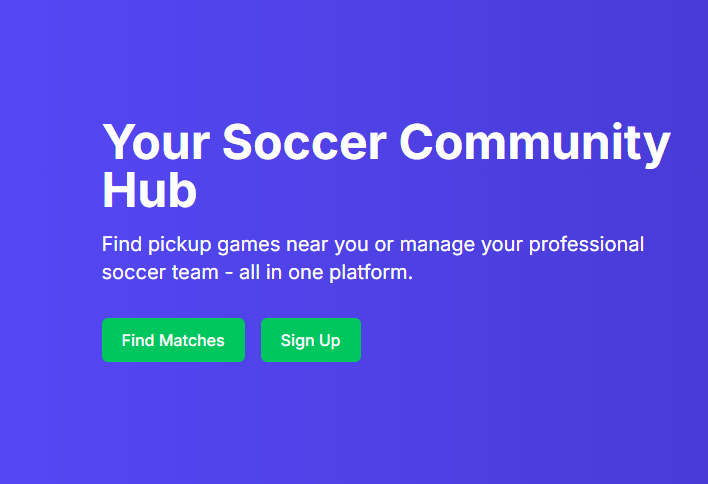 Your Soccer Community
Hub
Find pickup games near you or manage your professional
soccer team - all in one platform.
Find Matches
Sign Up